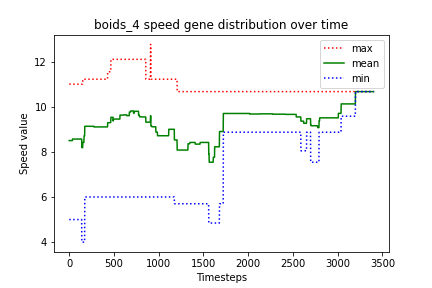 boids_4 speed gene distribution over time
max
mean
min
12
10
8
6
4
Speed value
0
500
1000
1500
2000
2500
3000
3500
Timesteps